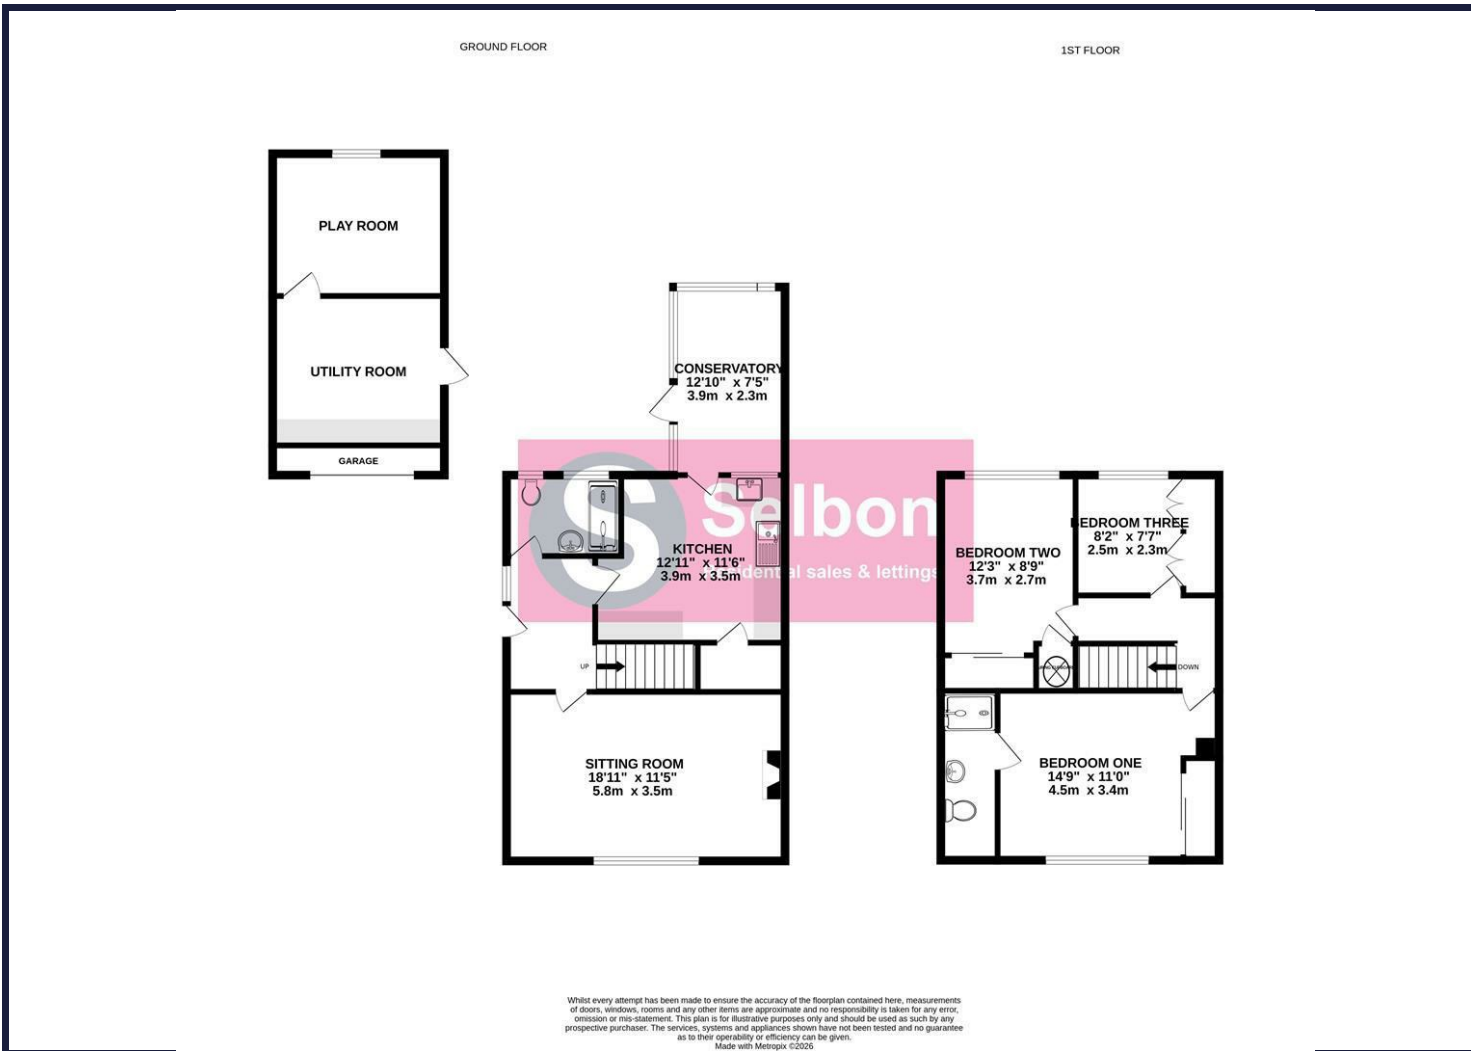 GROUND FLOOR
1ST FLOOR
PLAY ROOM
UTILITY ROOM
GARAGE
CONSERVATORY
12'10" x 7'5"
3.9m x 2.3m
Selbon
sales & lettings
KITCHEN
12'11" x 11'6"
3.9m x 3.5m
UP
SITTING ROOM
18'11" x 11'5"
5.8m x 3.5m
BEDROOM TWO
12'3" x 8'9"
3.7m x 2.7m
BEDROOM THREE
8'2" x 7'7"
2.5m x 2.3m
DOWN
BEDROOM ONE
14'9" x 11'0"
4.5m x 3.4m
Whilst every attempt has been made to ensure the accuracy of the floorplan contained here, measurements
of doors, windows, rooms and any other items are approximate and no responsibility is taken for any error,
omission or mis-statement. This plan is for illustrative purposes only and should be used as such by any
prospective purchaser. The services, systems and appliances shown have not been tested and no guarantee
as to their operability or efficiency can be given.
Made with Metropix ©2026